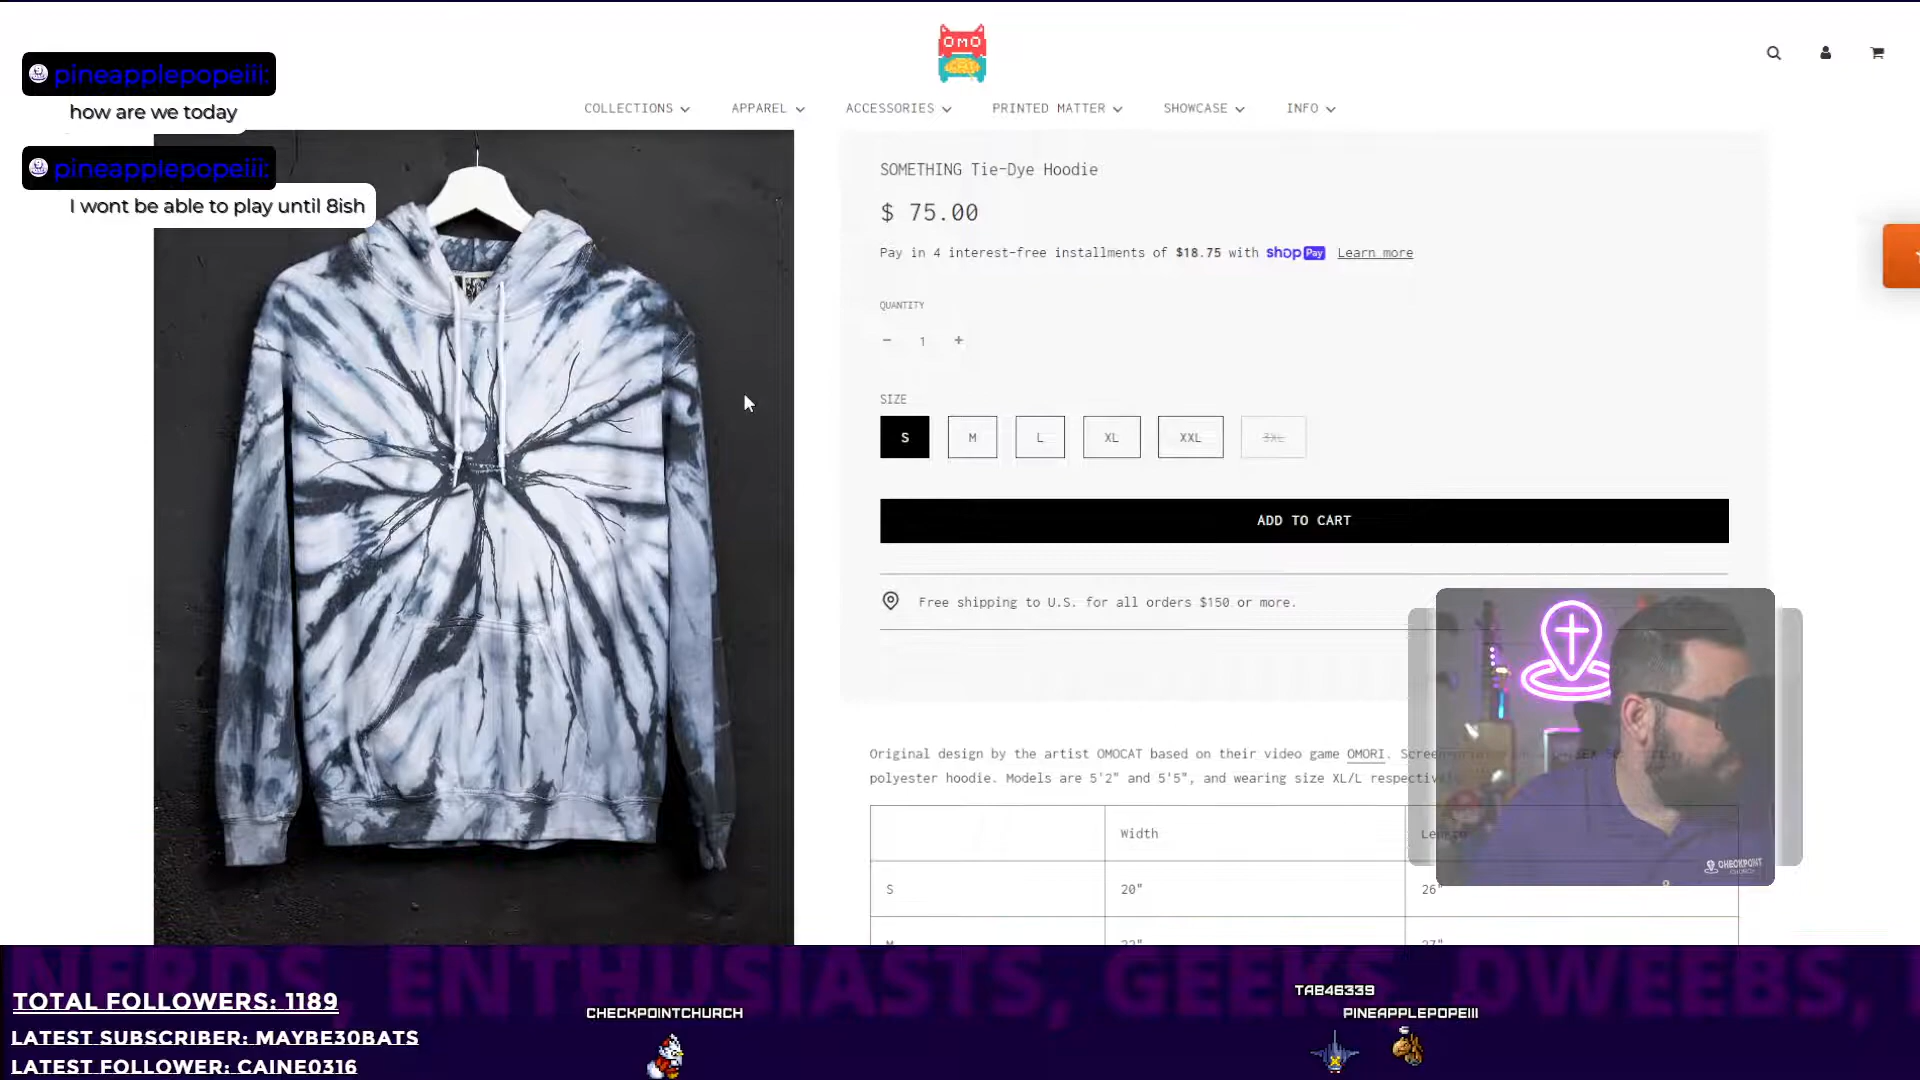 OMO
CAT
COLLECTIONS APPAREL ACCESSORIES PRINTED MATTER SHOWCASE INFO
pineapplepopeiii:
how are we today
pineapplepopeiii:
I wont be able to play until 8ish
SOMETHING Tie-Dye Hoodie
$ 75.00
Pay in 4 interest-free installments of $18.75 with shop Pay Learn more
QUANTITY
− 1 +
SIZE
S M L XL XXL 3XL
ADD TO CART
Free shipping to U.S. for all orders $150 or more.
Original design by the artist OMOCAT based on their video game OMORI.
polyester hoodie. Models are 5'2" and 5'5", and wearing size XL/L
Width Length
S 20" 26"
CHECKPOINT
CHURCH
NERDS, ENTHUSIASTS, GEEKS, DWEEBS,
TOTAL FOLLOWERS: 1189
LATEST SUBSCRIBER: MAYBE30BATS
LATEST FOLLOWER: CAINE0316
CHECKPOINTCHURCH
TAB46339
PINEAPPLEPOPEIII